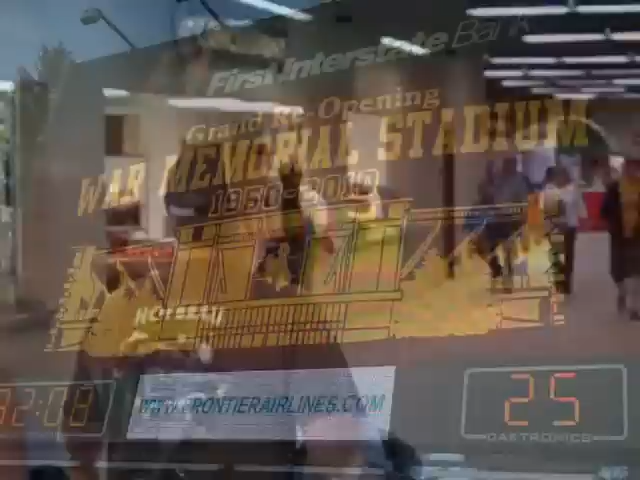 First Interstate Bank
Grand Re-Opening
WAR MEMORIAL STADIUM
1950-2010
WWW.FRONTIERAIRLINES.COM
25
DAKTRONICS